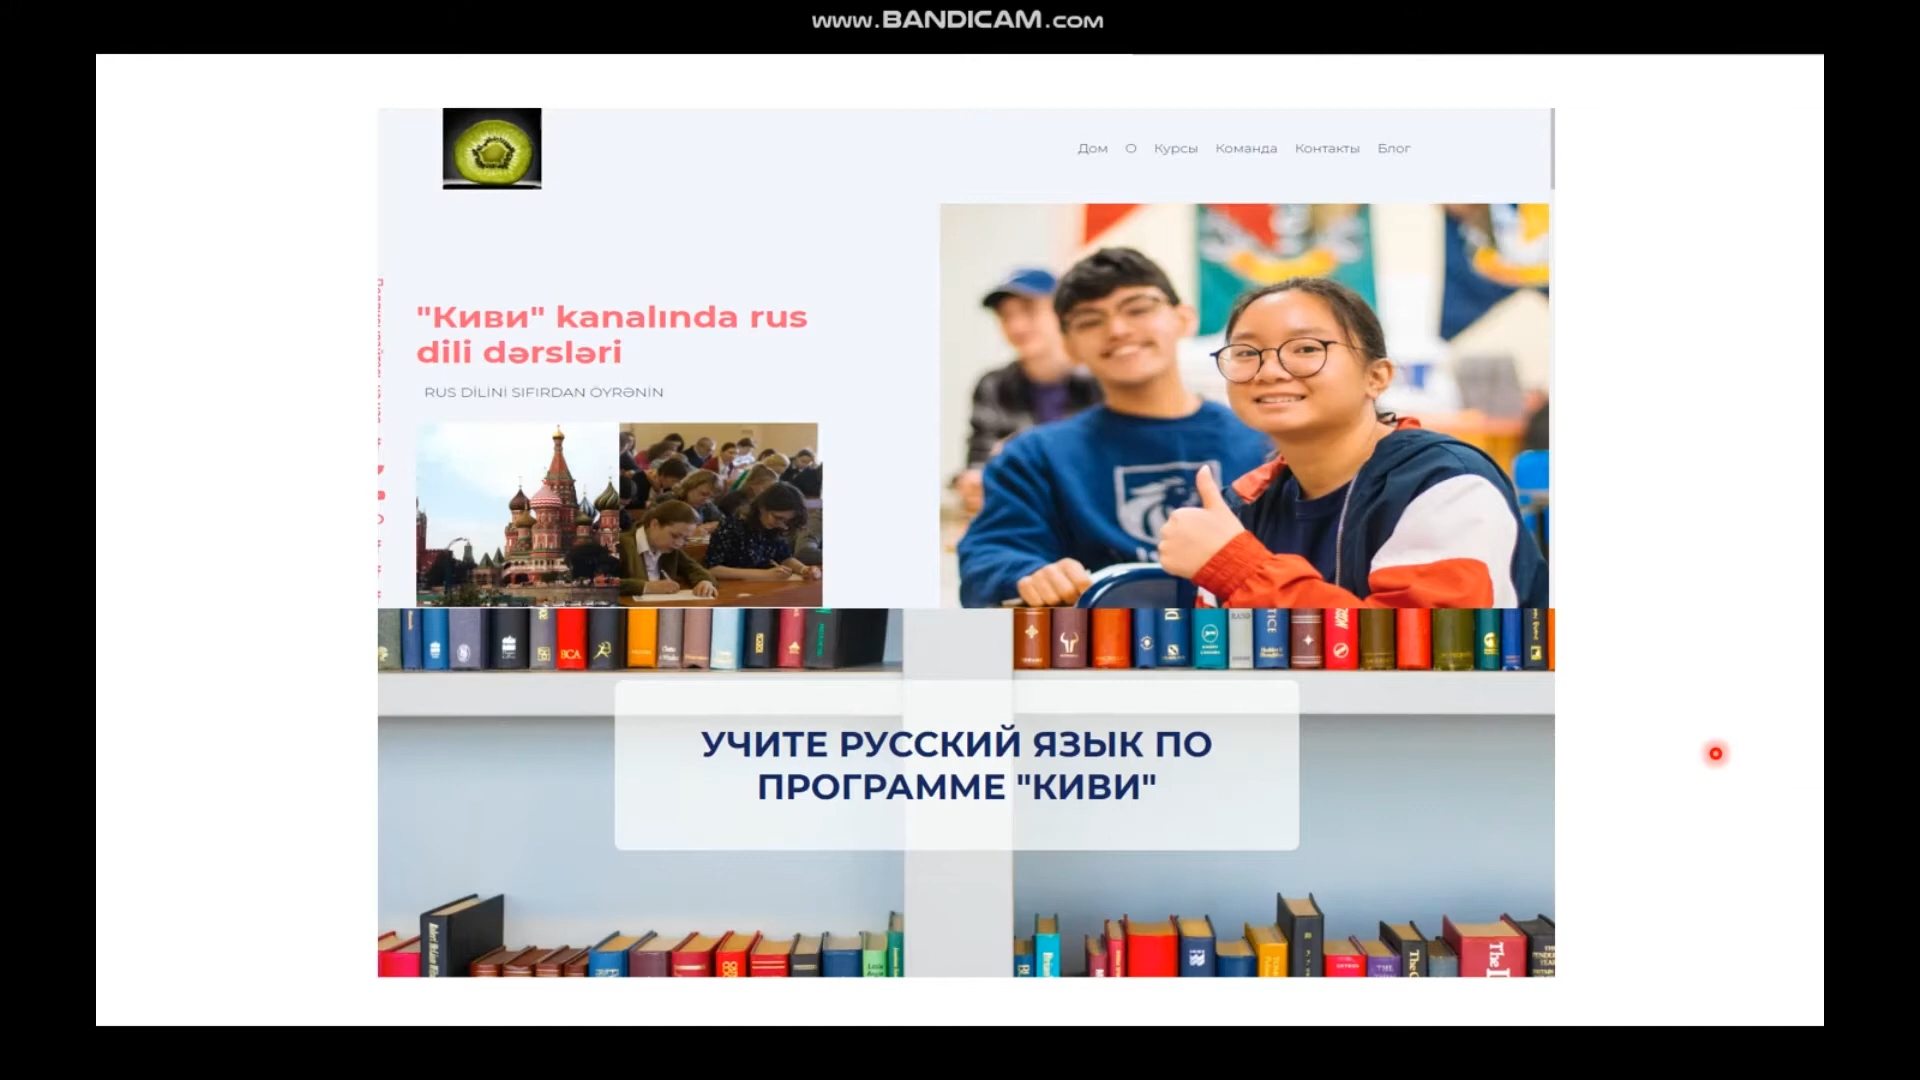 www.BANDICAM.com
Дом О Курсы Команда Контакты Блог
"Киви" kanalında rus
dili dərsləri
RUS DİLİNİ SIFIRDAN ÖYRƏNİN
BCA
УЧИТЕ РУССКИЙ ЯЗЫК ПО
ПРОГРАММЕ "КИВИ"